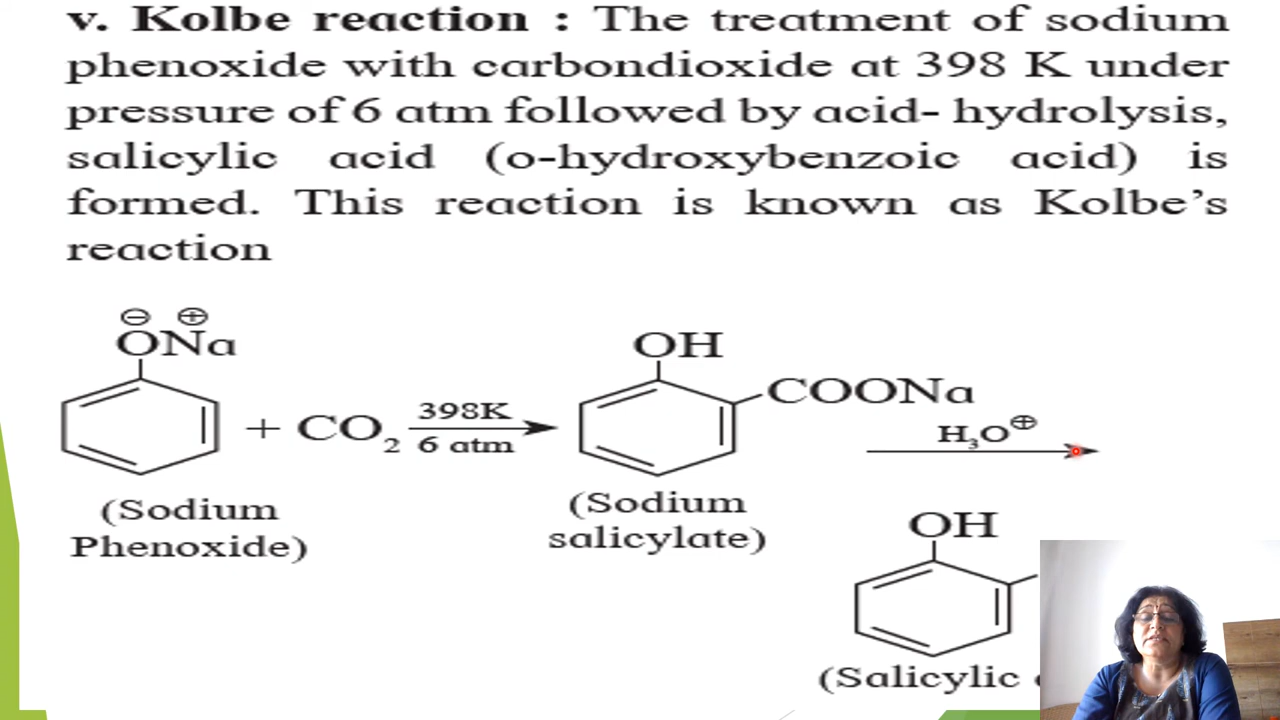 v. Kolbe reaction : The treatment of sodium
phenoxide with carbondioxide at 398 K under
pressure of 6 atm followed by acid- hydrolysis,
salicylic acid (o-hydroxybenzoic acid) is
formed. This reaction is known as Kolbe’s
reaction
⊖ ⊕
ONa
+ CO₂
398K
6 atm
OH
COONa
H₃O⊕
(Sodium
Phenoxide)
(Sodium
salicylate)
OH
(Salicylic